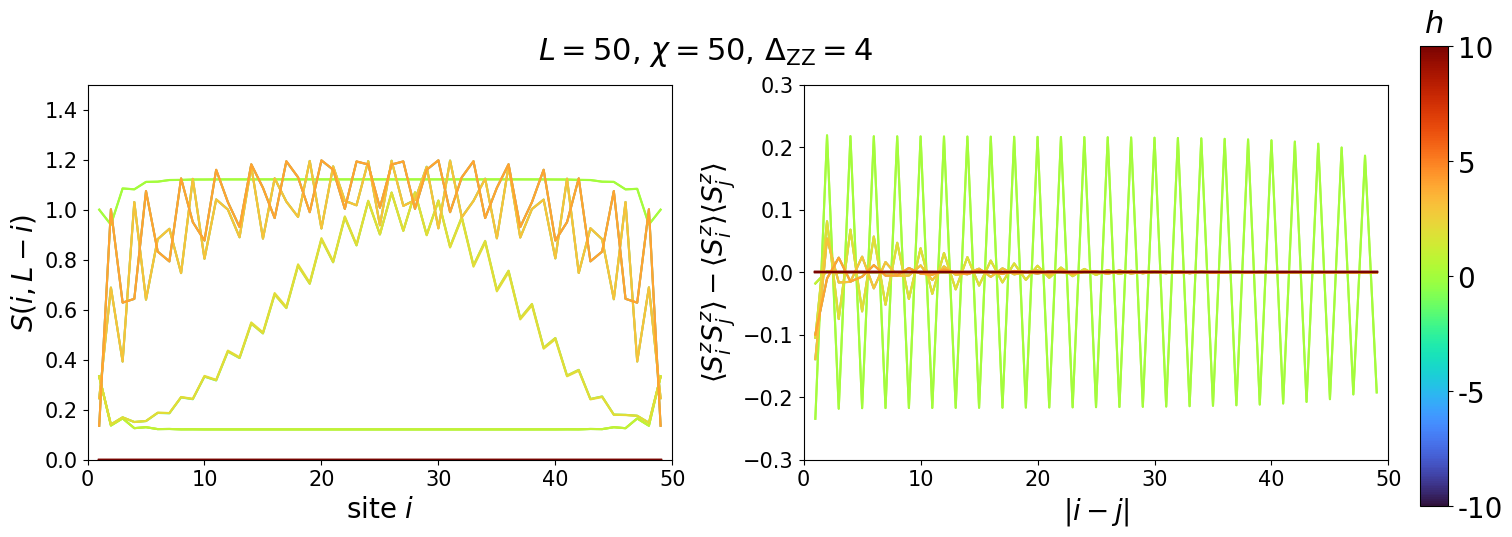 L = 50, χ = 50, Δ_ZZ = 4
h
S(i, L − i)
1.4
1.2
1.0
0.8
0.6
0.4
0.2
0.0
0 10 20 30 40 50
site i
⟨S_i^z S_j^z⟩ − ⟨S_i^z⟩⟨S_j^z⟩
0.3
0.2
0.1
0.0
−0.1
−0.2
−0.3
0 10 20 30 40 50
|i − j|
10
5
0
-5
-10